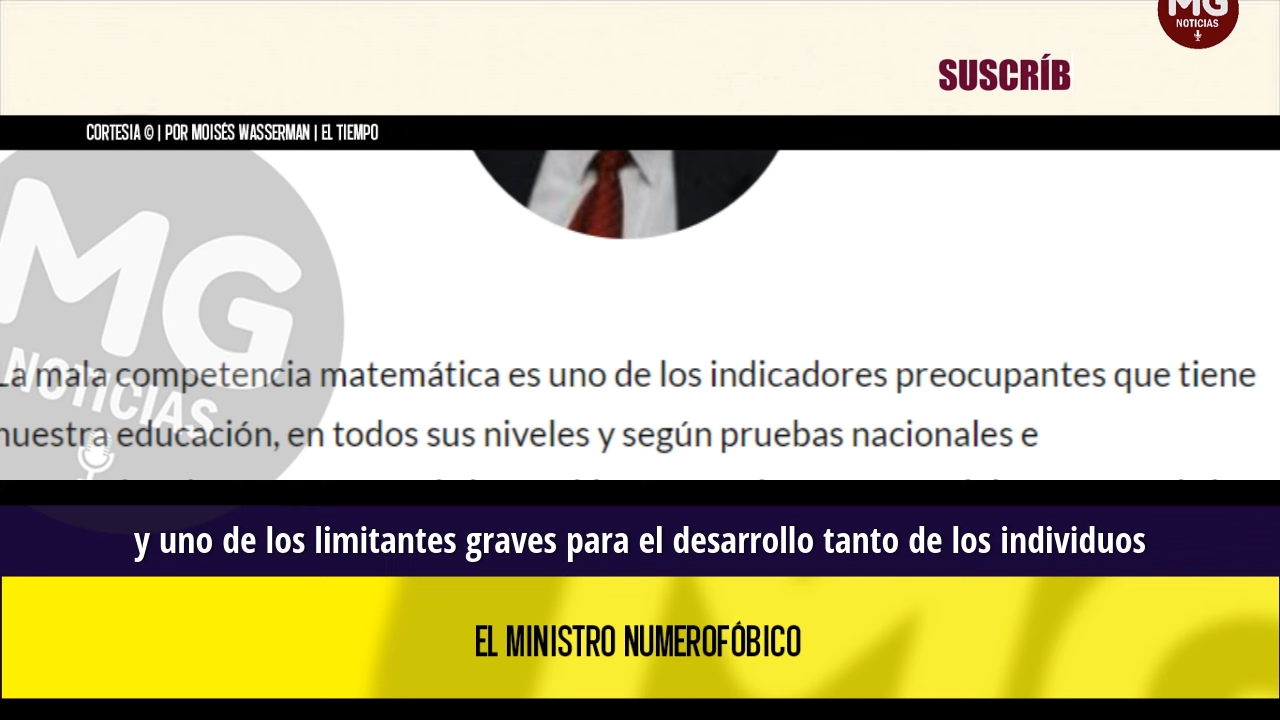 MG
NOTICIAS
SUSCRÍB
CORTESIA © | POR MOISÉS WASSERMAN | EL TIEMPO
MG
NOTICIAS
La mala competencia matemática es uno de los indicadores preocupantes que tiene
nuestra educación, en todos sus niveles y según pruebas nacionales e
y uno de los limitantes graves para el desarrollo tanto de los individuos
EL MINISTRO NUMEROFÓBICO